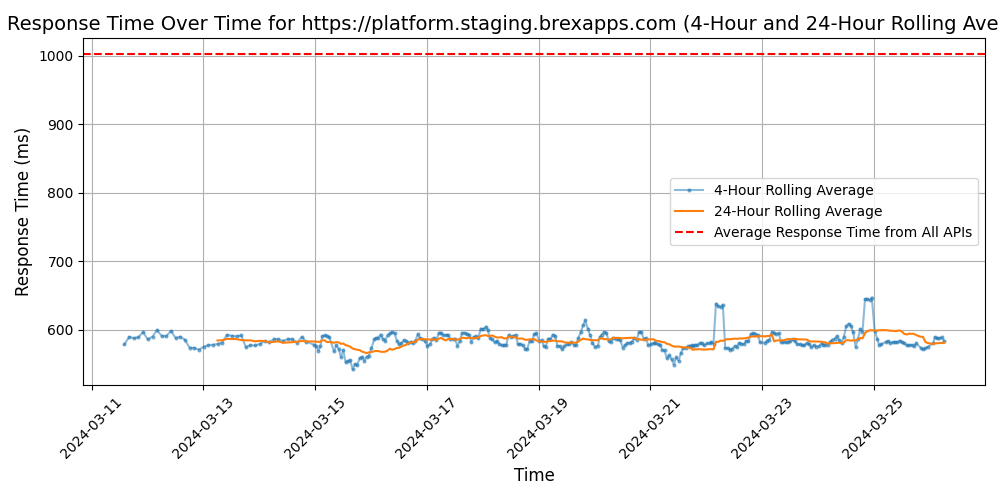 Response Time Over Time for https://platform.staging.brexapps.com (4-Hour and 24-Hour Rolling Ave
1000
900
800
700
600
Response Time (ms)
4-Hour Rolling Average
24-Hour Rolling Average
Average Response Time from All APIs
2024-03-11
2024-03-13
2024-03-15
2024-03-17
2024-03-19
2024-03-21
2024-03-23
2024-03-25
Time